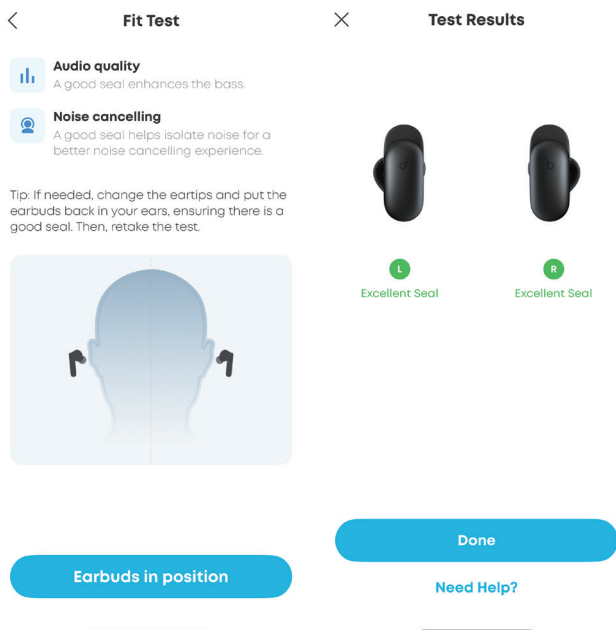 Fit Test
Audio quality
A good seal enhances the bass.
Noise cancelling
A good seal helps isolate noise for a
better noise cancelling experience.
Tip: If needed, change the eartips and put the
earbuds back in your ears, ensuring there is a
good seal. Then, retake the test.
Earbuds in position
Test Results
L
Excellent Seal
R
Excellent Seal
Done
Need Help?